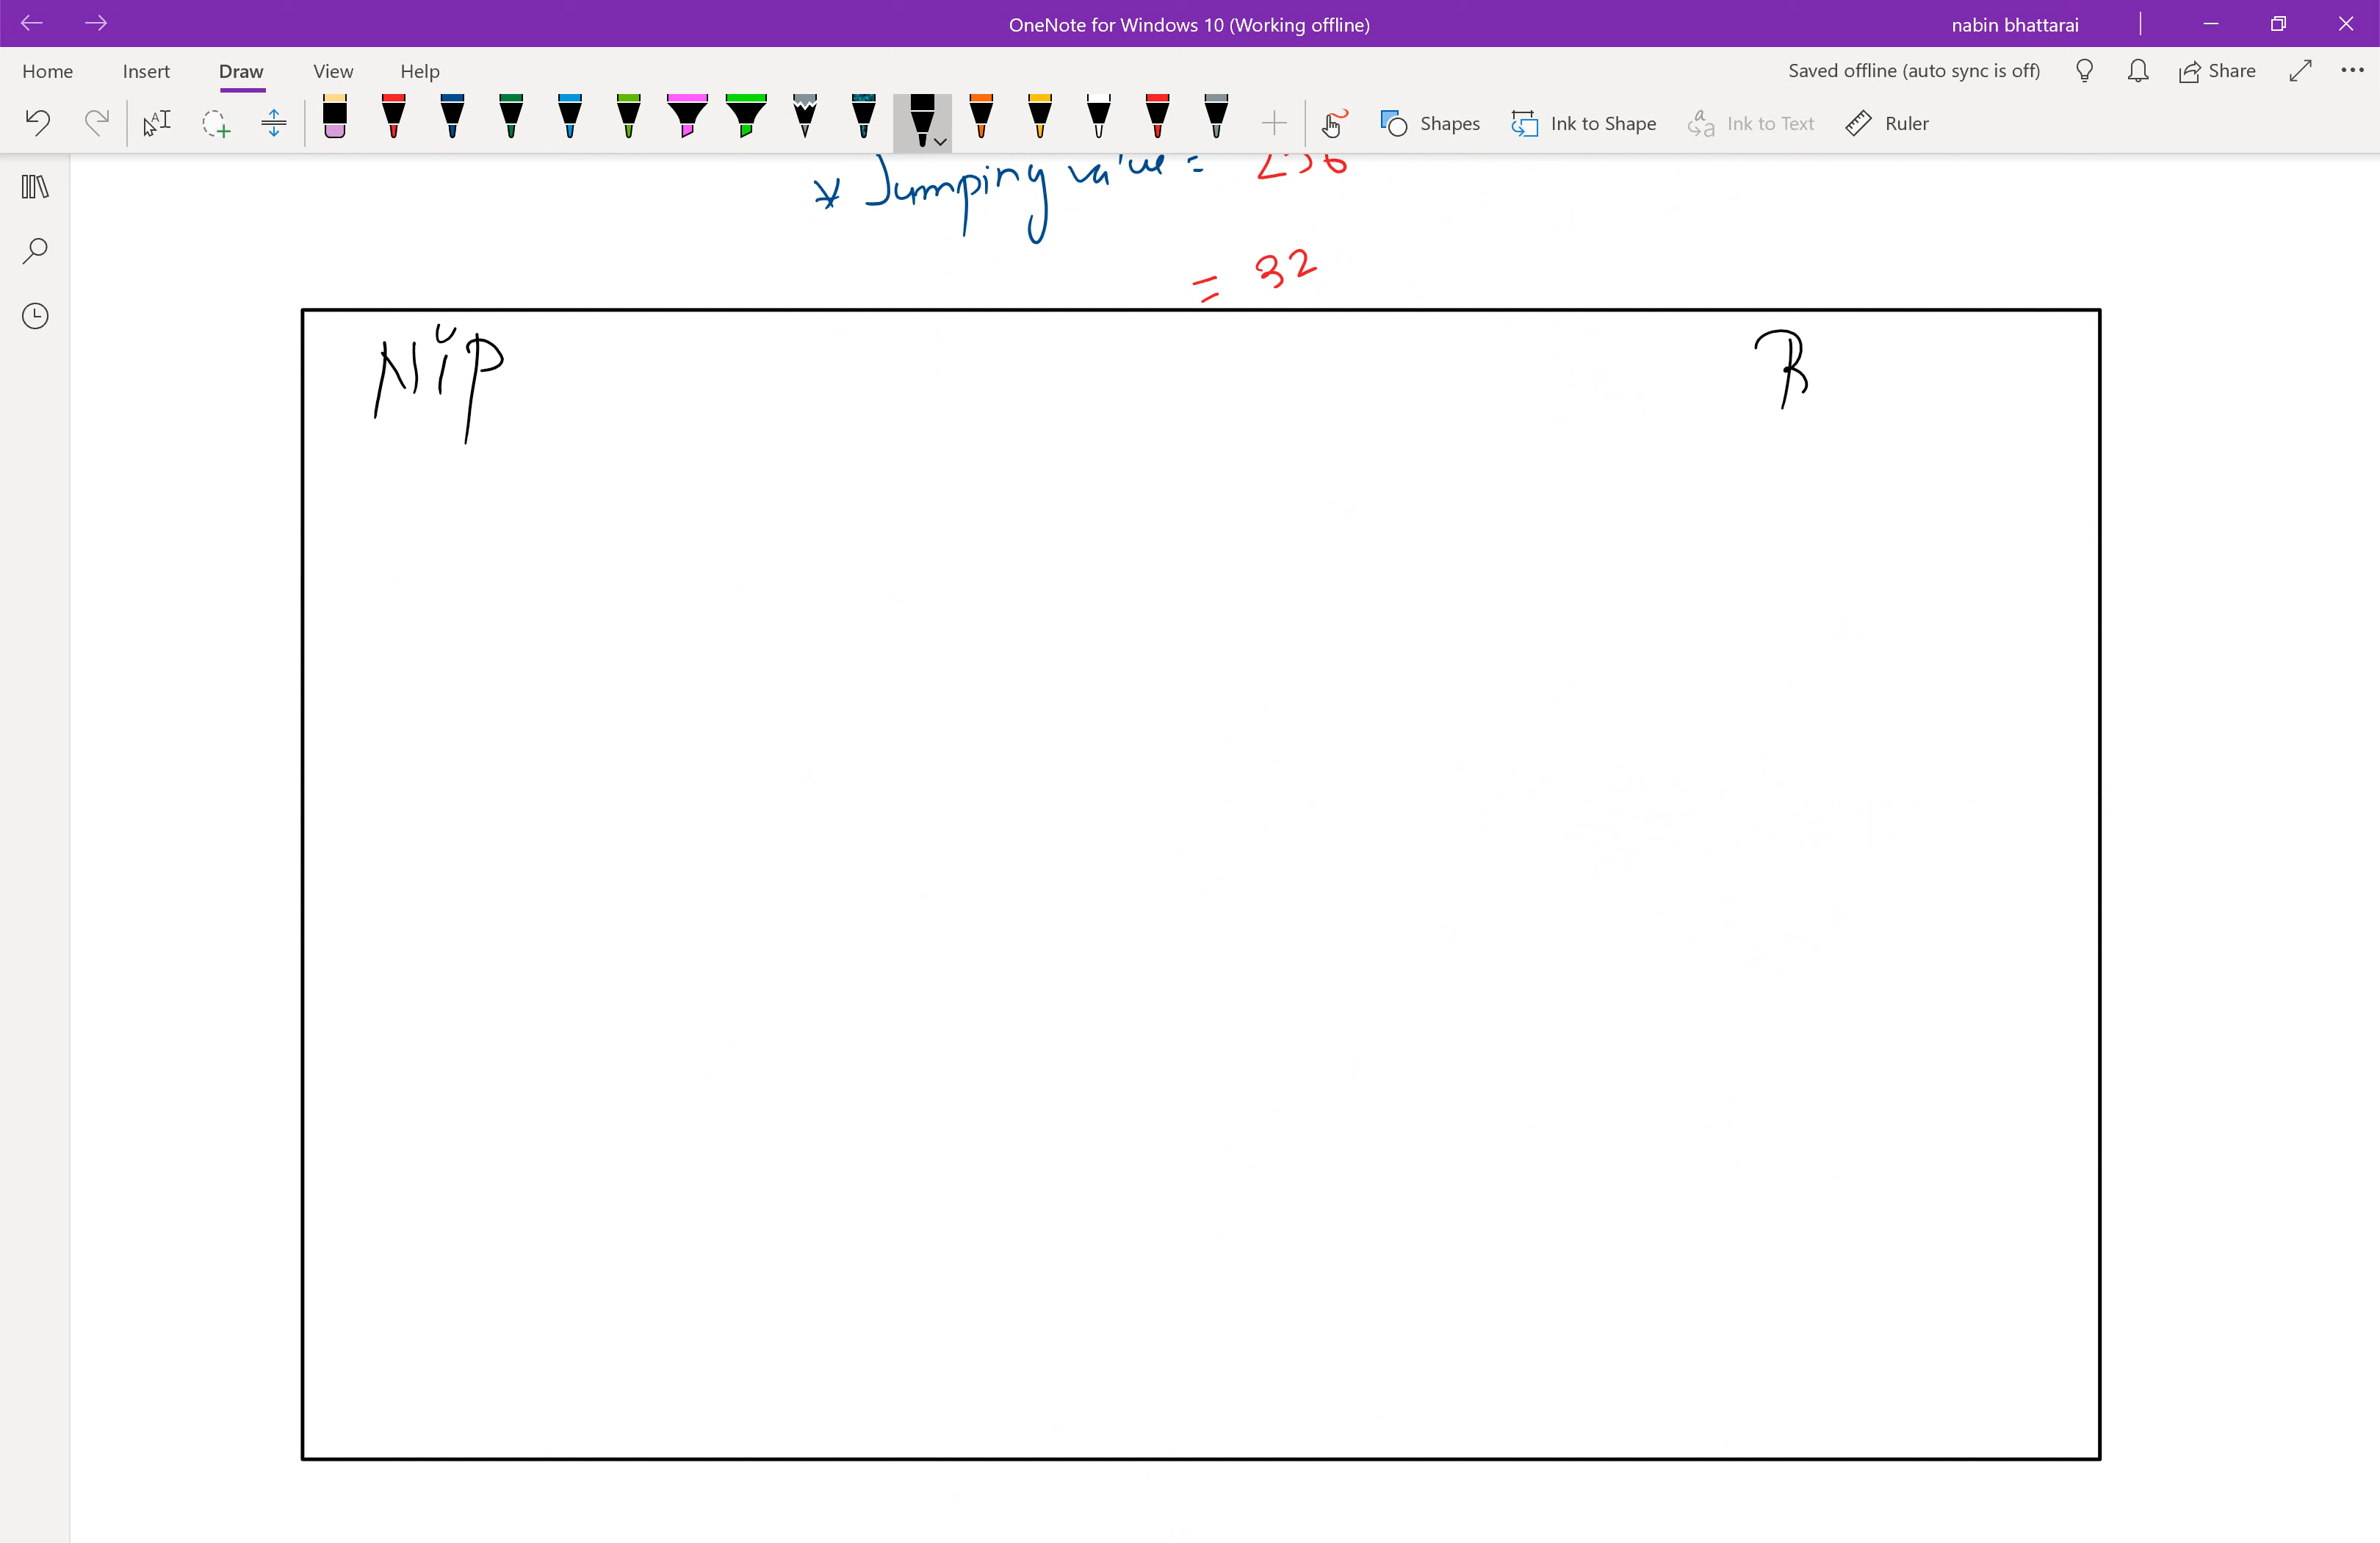 OneNote for Windows 10 (Working offline)
nabin bhattarai
Home Insert Draw View Help
Saved offline (auto sync is off) Share
Shapes Ink to Shape Ink to Text Ruler
* Jumping value = 256
= 32
NiP R